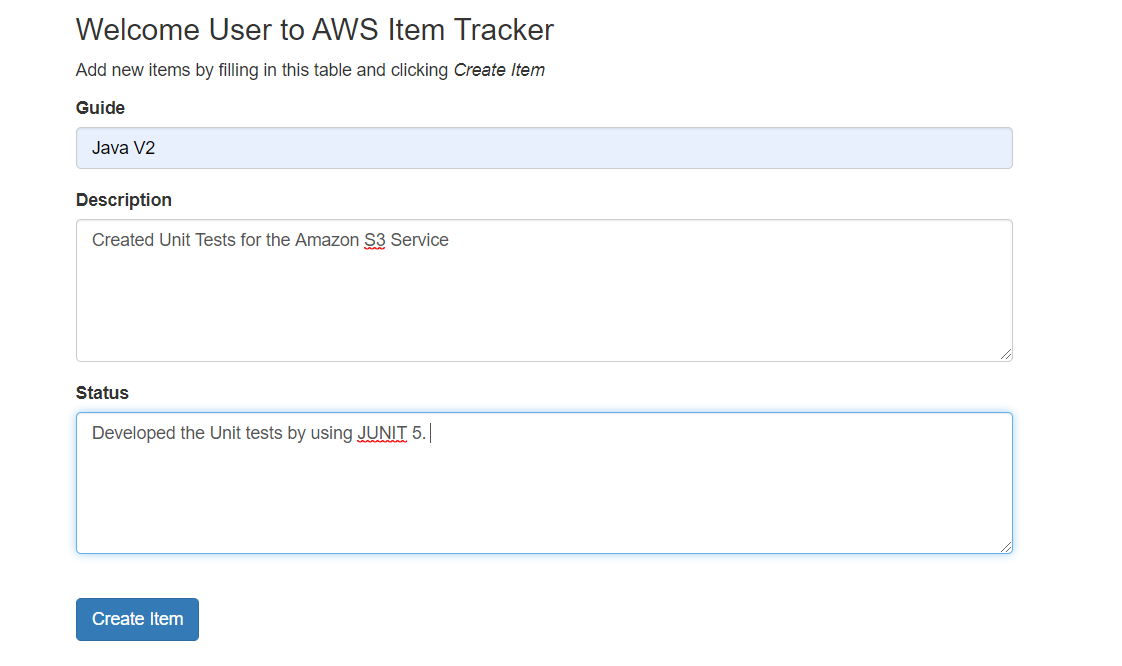 Welcome User to AWS Item Tracker
Add new items by filling in this table and clicking Create Item
Guide
Java V2
Description
Created Unit Tests for the Amazon S3 Service
Status
Developed the Unit tests by using JUNIT 5.
Create Item